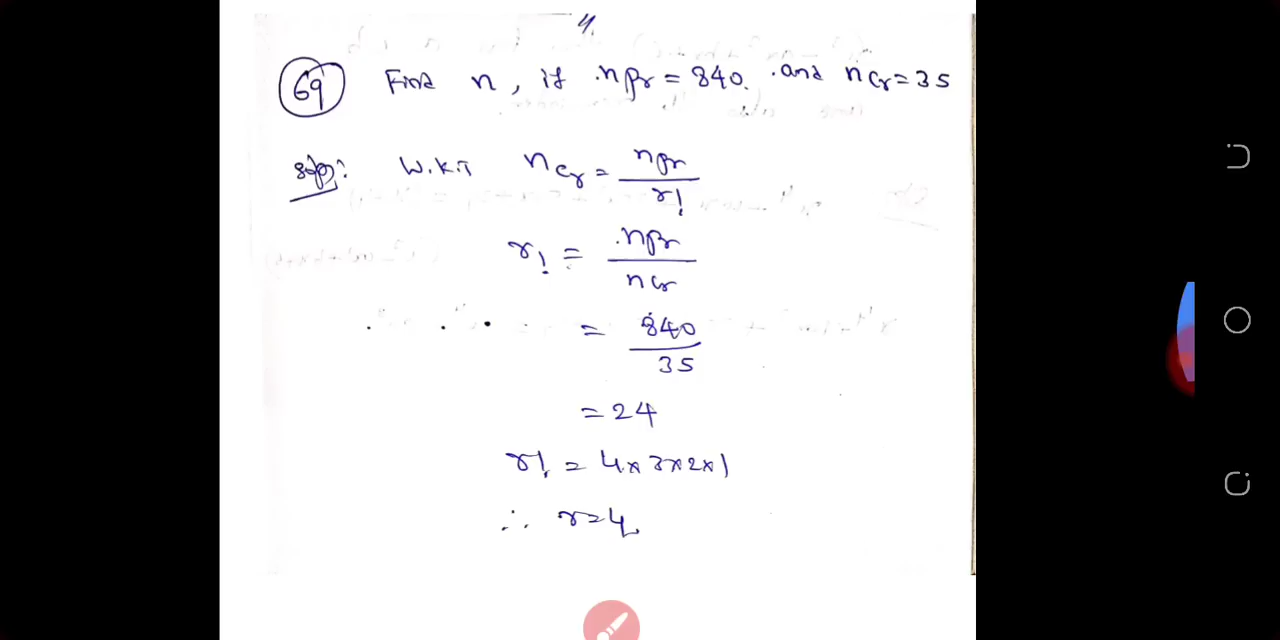 4.
69 Find n, if nPr = 840. and nCr = 35
Sol: W.K.T nCr = nPr / r!
r! = nPr / nCr
= 840 / 35
= 24
r! = 4 x 3 x 2 x 1
∴ r = 4